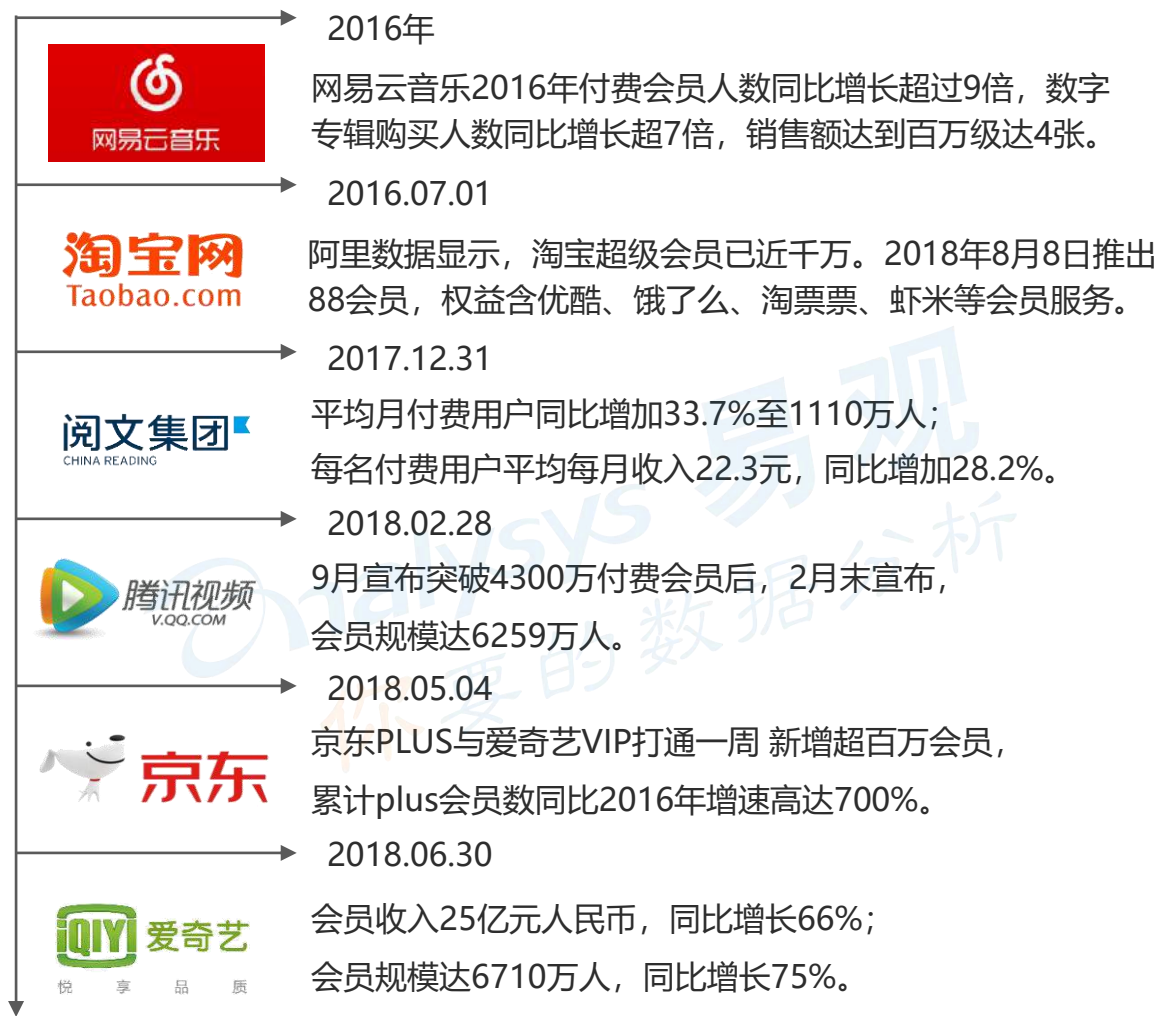 2016年
网易云音乐
网易云音乐2016年付费会员人数同比增长超过9倍，数字
专辑购买人数同比增长超7倍，销售额达到百万级达4张。
2016.07.01
淘宝网
Taobao.com
阿里数据显示，淘宝超级会员已近千万。2018年8月8日推出
88会员，权益含优酷、饿了么、淘票票、虾米等会员服务。
2017.12.31
阅文集团
CHINA READING
平均月付费用户同比增加33.7%至1110万人；
每名付费用户平均每月收入22.3元，同比增加28.2%。
2018.02.28
腾讯视频
V.QQ.COM
9月宣布突破4300万付费会员后，2月末宣布，
会员规模达6259万人。
2018.05.04
京东
京东PLUS与爱奇艺VIP打通一周 新增超百万会员，
累计plus会员数同比2016年增速高达700%。
2018.06.30
iQIYI 爱奇艺
悦享品质
会员收入25亿元人民币，同比增长66%；
会员规模达6710万人，同比增长75%。
analysys 易观
你要的数据分析